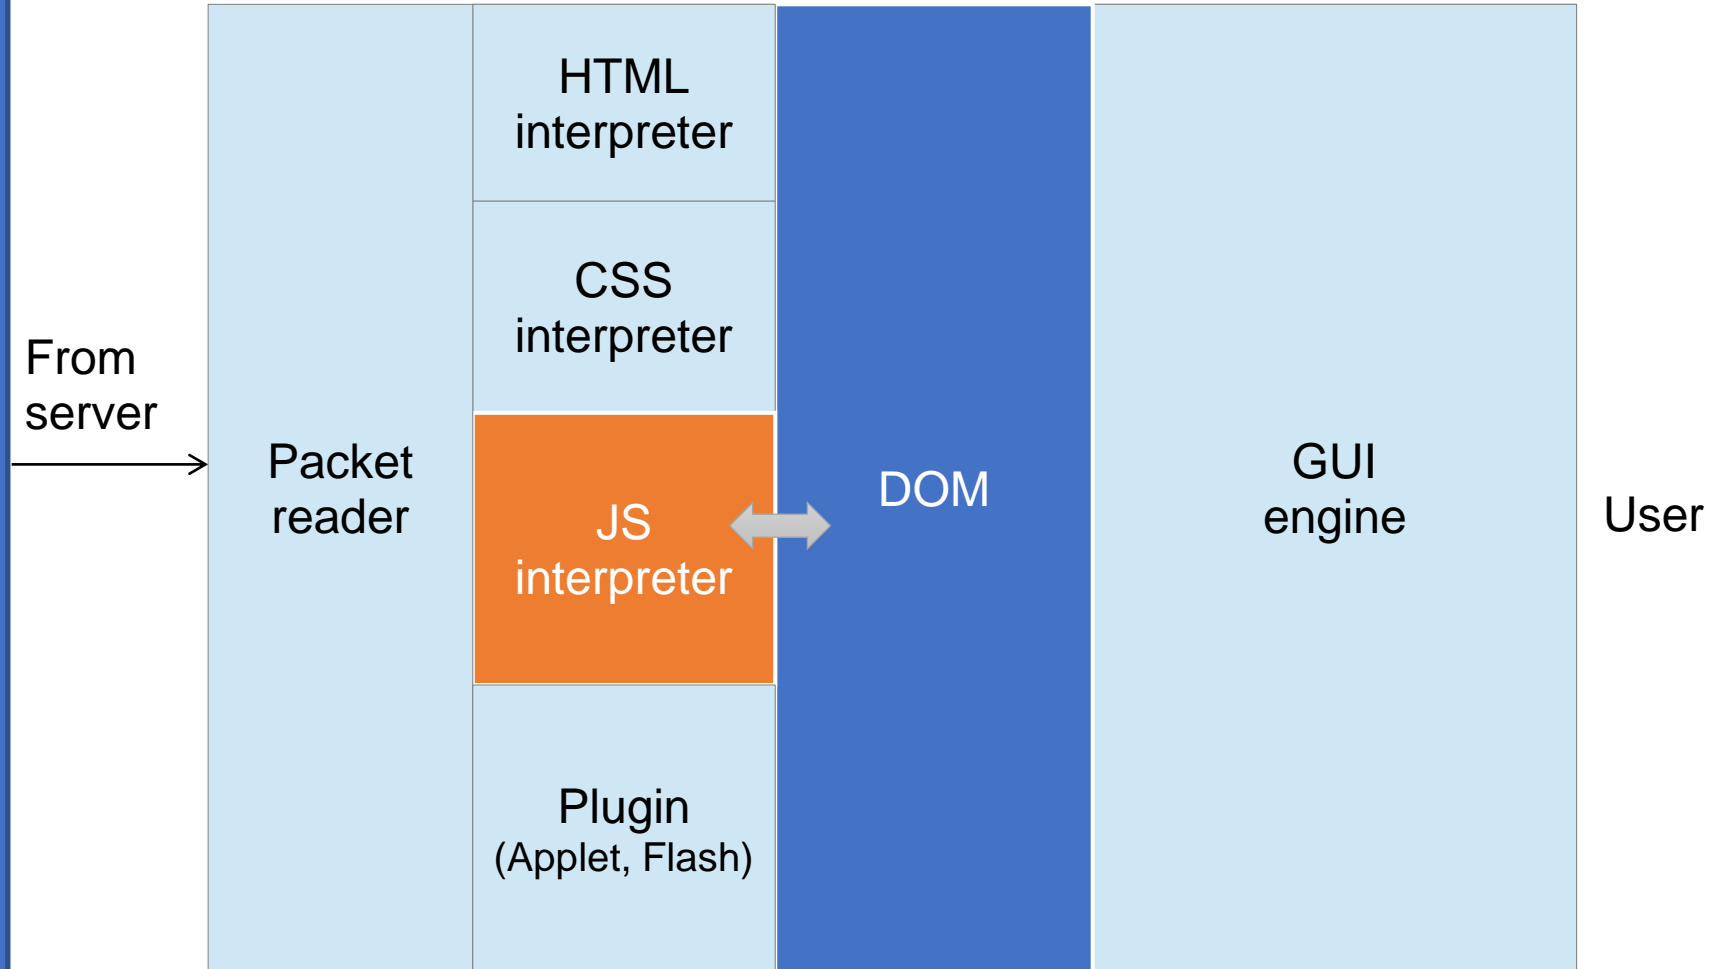 From
server
Packet
reader
HTML
interpreter
CSS
interpreter
JS
interpreter
Plugin
(Applet, Flash)
DOM
GUI
engine
User